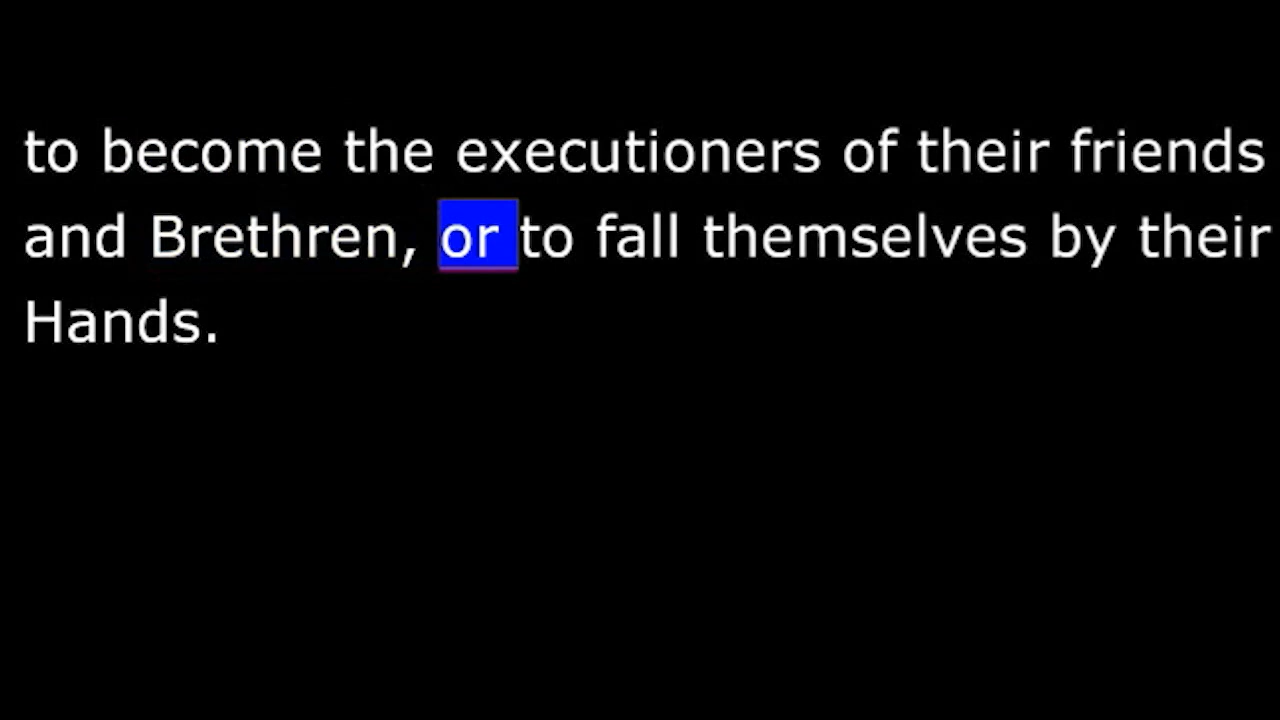 to become the executioners of their friends
and Brethren, or to fall themselves by their
Hands.